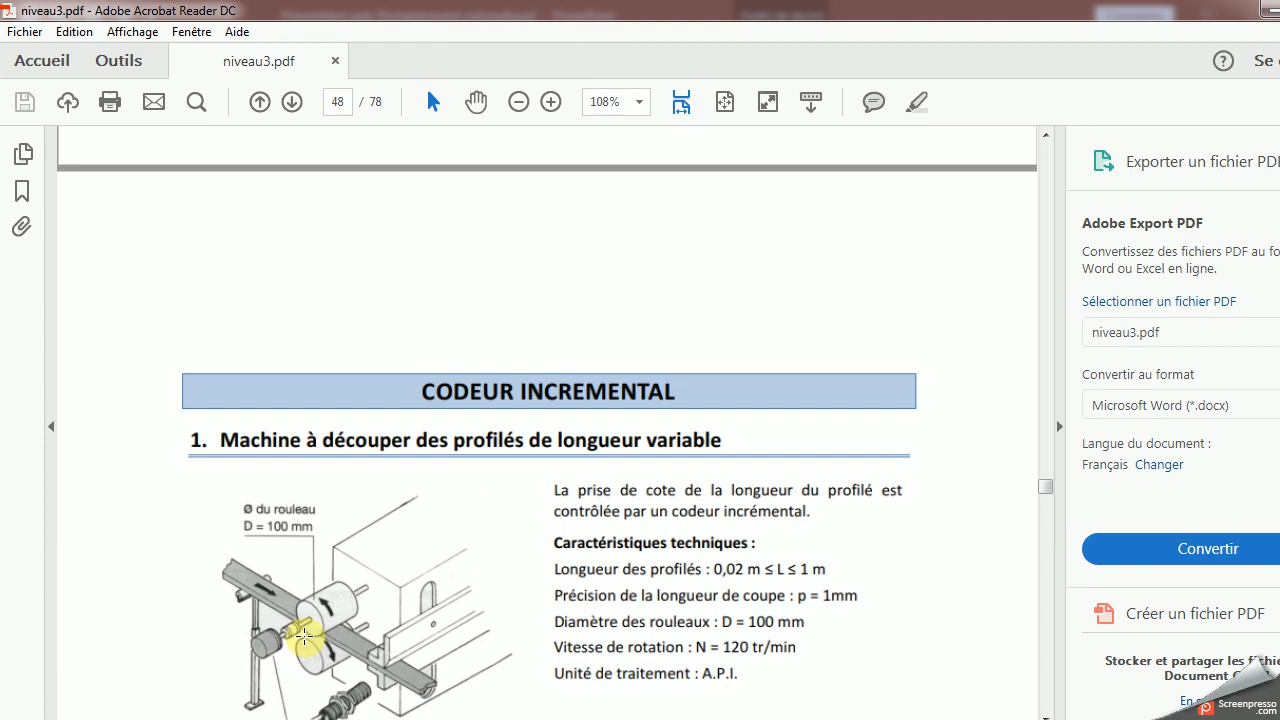 niveau3.pdf - Adobe Acrobat Reader DC
Fichier Edition Affichage Fenêtre Aide
Accueil Outils niveau3.pdf × ? Se
48 / 78 108%
Exporter un fichier PDF
Adobe Export PDF
Convertissez des fichiers PDF au
Word ou Excel en ligne.
Sélectionner un fichier PDF
niveau3.pdf
Convertir au format
Microsoft Word (*.docx)
Langue du document :
Français Changer
Convertir
Créer un fichier PDF
Stocker et partager les
Document
En
Screenpresso
.com
CODEUR INCREMENTAL
1. Machine à découper des profilés de longueur variable
Ø du rouleau
D = 100 mm
La prise de cote de la longueur du profilé est
contrôlée par un codeur incrémental.
Caractéristiques techniques :
Longueur des profilés : 0,02 m ≤ L ≤ 1 m
Précision de la longueur de coupe : p = 1mm
Diamètre des rouleaux : D = 100 mm
Vitesse de rotation : N = 120 tr/min
Unité de traitement : A.P.I.